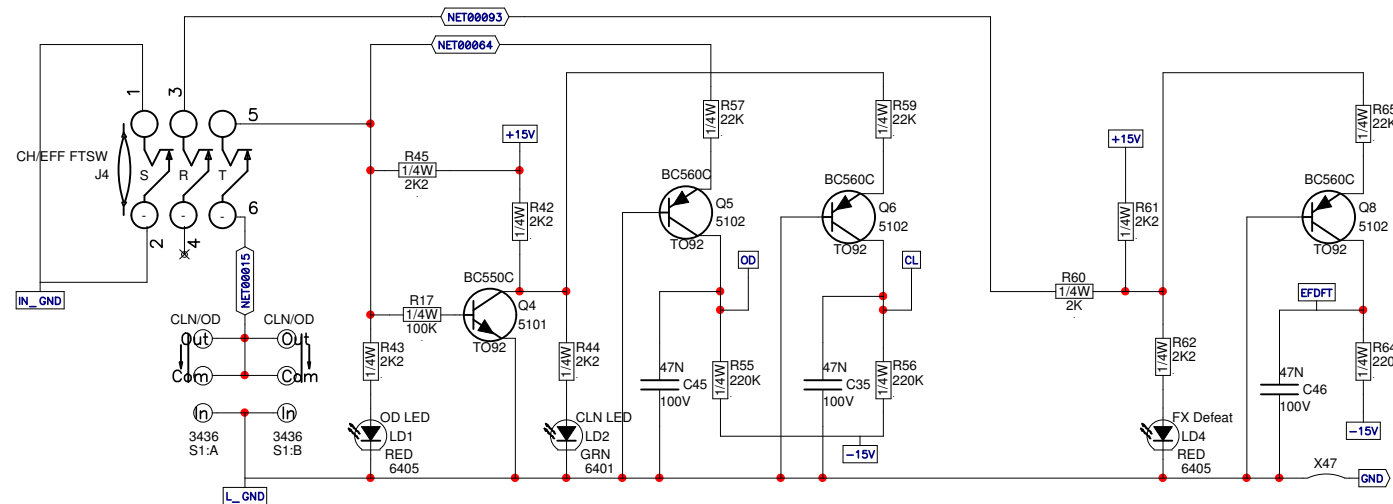 NET00093
NET00064
1
3
5
CH/EFF FTSW
J4
S
R
T
-
-
-
2
4
6
NET00015
IN_GND
CLN/OD
CLN/OD
Out
Out
Com
Com
In
In
3436
S1:A
3436
S1:B
L_GND
R45
1/4W
2K2
+15V
R42
1/4W
2K2
BC550C
R17
1/4W
100K
Q4
5101
TO92
R43
1/4W
2K2
R44
1/4W
2K2
OD LED
LD1
RED
6405
CLN LED
LD2
GRN
6401
R57
1/4W
22K
BC560C
Q5
5102
TO92
OD
47N
C45
100V
R55
1/4W
220K
R59
1/4W
22K
BC560C
Q6
5102
TO92
CL
47N
C35
100V
R56
1/4W
220K
-15V
+15V
R61
1/4W
2K2
R60
1/4W
2K
R62
1/4W
2K2
FX Defeat
LD4
RED
6405
R65
1/4W
22K
BC560C
Q8
5102
TO92
EFDFT
47N
C46
100V
R64
1/4W
220K
-15V
X47
GND